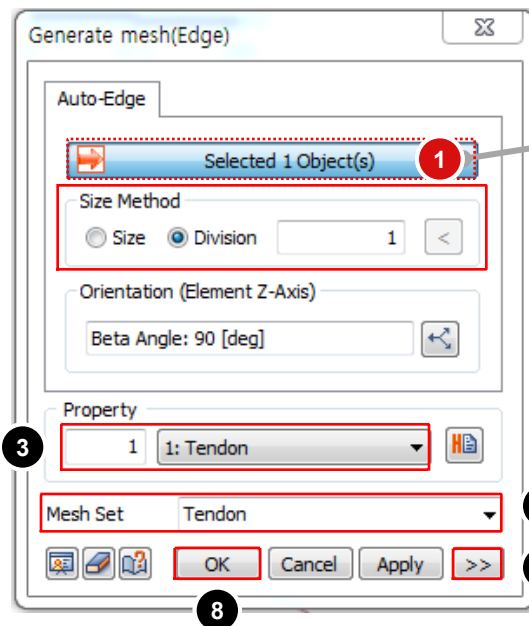 Generate mesh(Edge)
Auto-Edge
Selected 1 Object(s)
1
Size Method
Size Division 1 <
Orientation (Element Z-Axis)
Beta Angle: 90 [deg]
Property
3
1 1: Tendon
Mesh Set Tendon
OK Cancel Apply >>
8